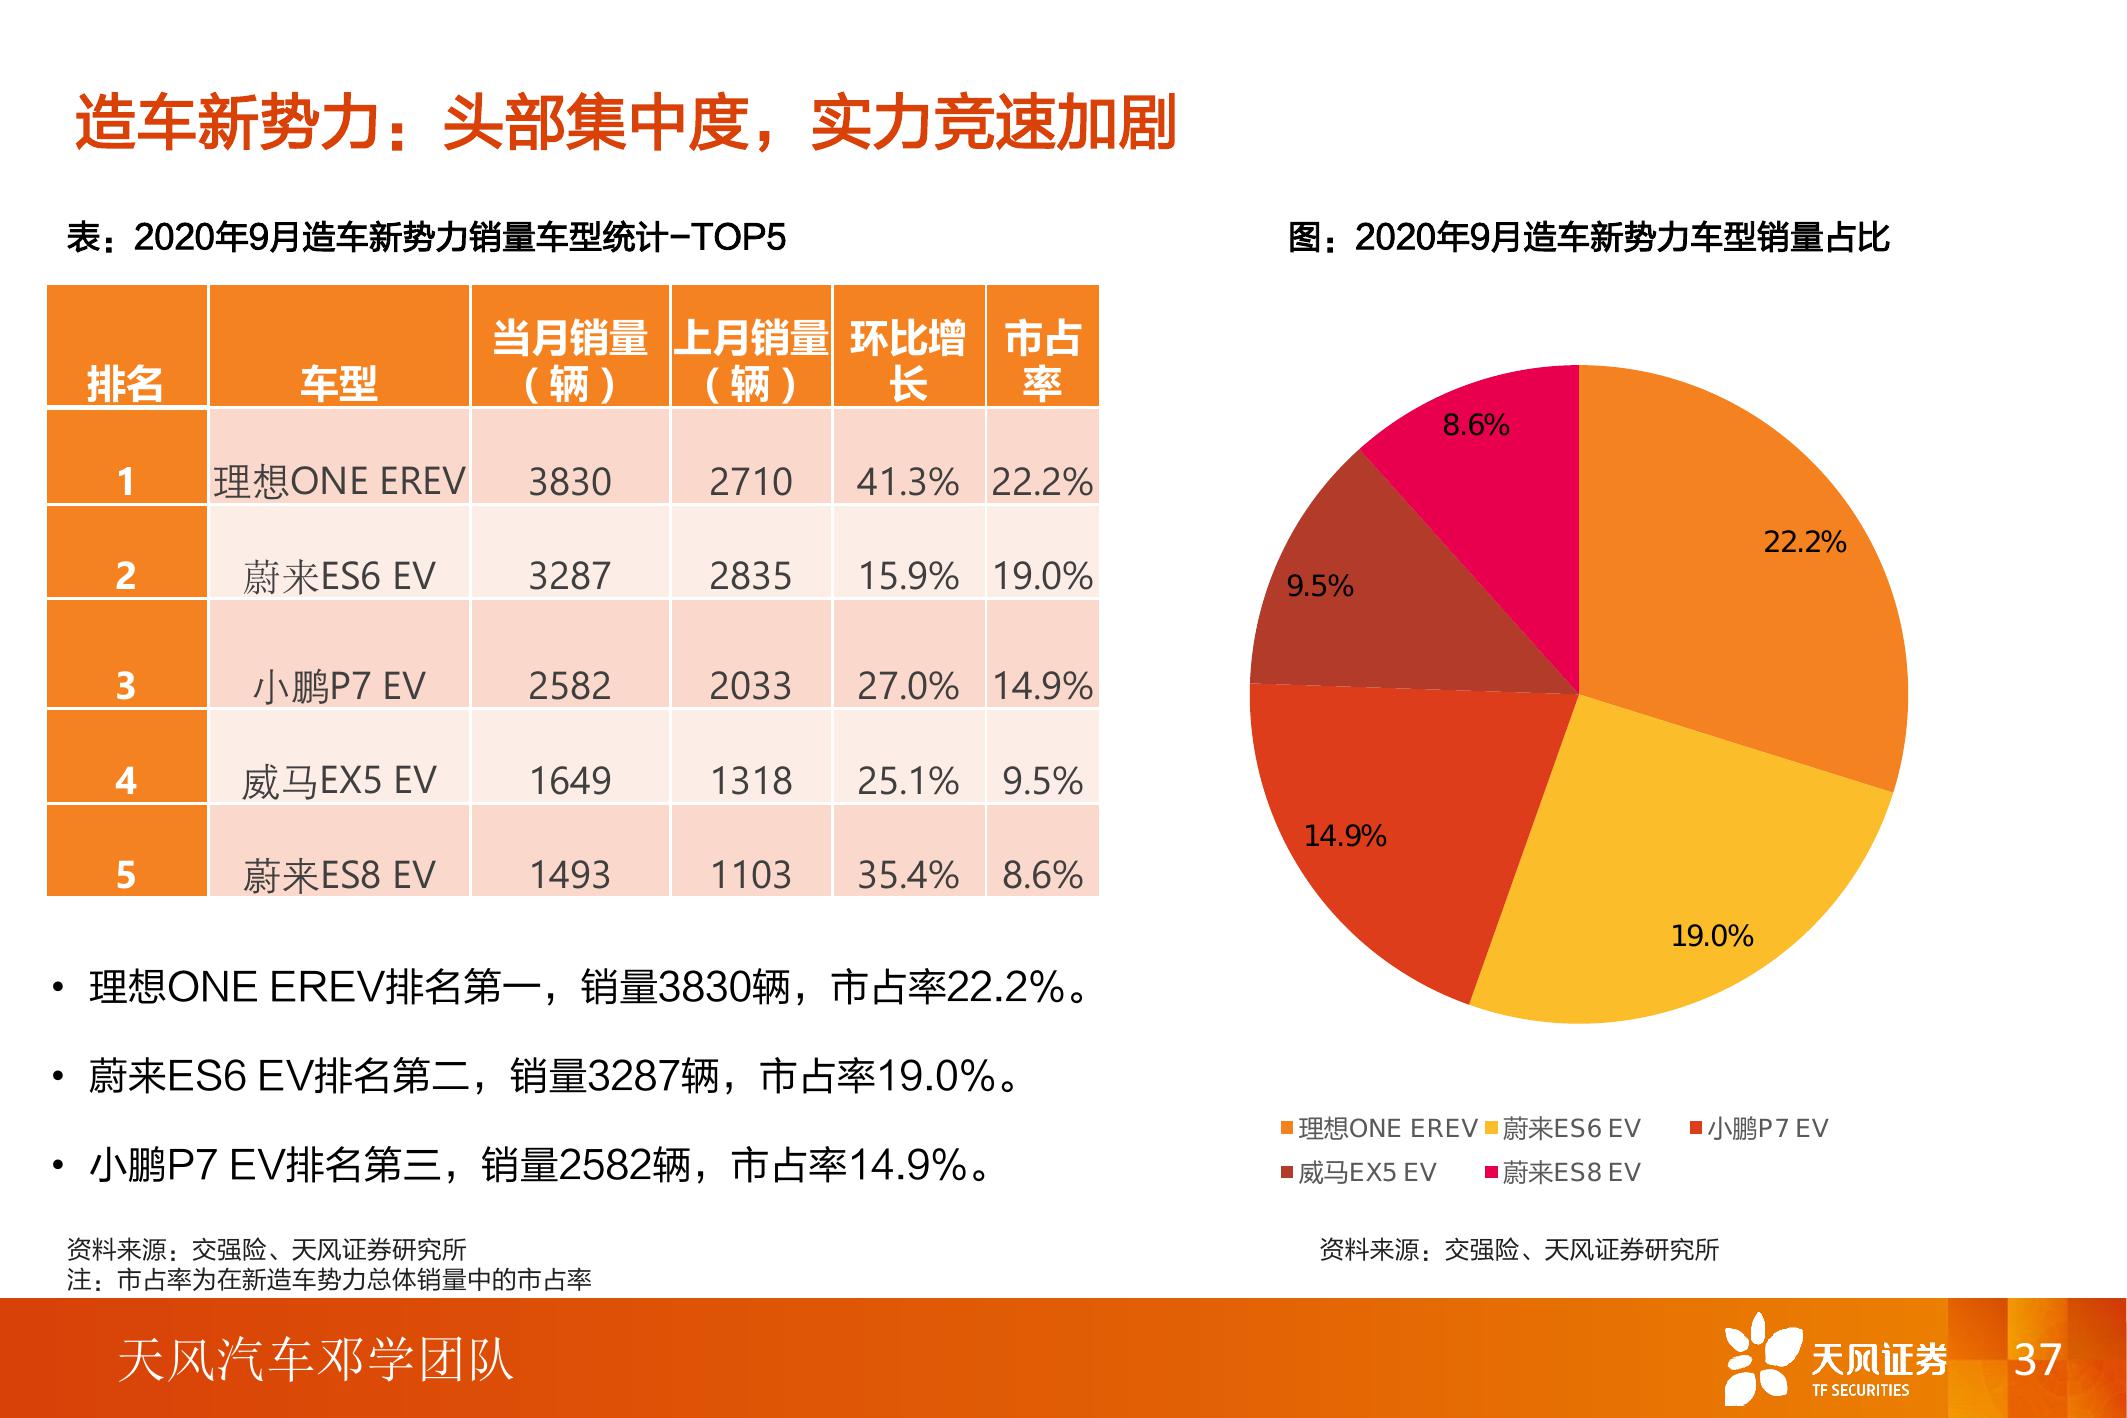 造车新势力：头部集中度，实力竞速加剧
表：2020年9月造车新势力销量车型统计-TOP5
排名 车型 当月销量（辆） 上月销量（辆） 环比增长 市占率
1 理想ONE EREV 3830 2710 41.3% 22.2%
2 蔚来ES6 EV 3287 2835 15.9% 19.0%
3 小鹏P7 EV 2582 2033 27.0% 14.9%
4 威马EX5 EV 1649 1318 25.1% 9.5%
5 蔚来ES8 EV 1493 1103 35.4% 8.6%
• 理想ONE EREV排名第一，销量3830辆，市占率22.2%。
• 蔚来ES6 EV排名第二，销量3287辆，市占率19.0%。
• 小鹏P7 EV排名第三，销量2582辆，市占率14.9%。
资料来源：交强险、天风证券研究所
注：市占率为在新造车势力总体销量中的市占率
图：2020年9月造车新势力车型销量占比
8.6%
22.2%
9.5%
14.9%
19.0%
理想ONE EREV 蔚来ES6 EV 小鹏P7 EV
威马EX5 EV 蔚来ES8 EV
资料来源：交强险、天风证券研究所
天风汽车邓学团队
天风证券
TF SECURITIES
37